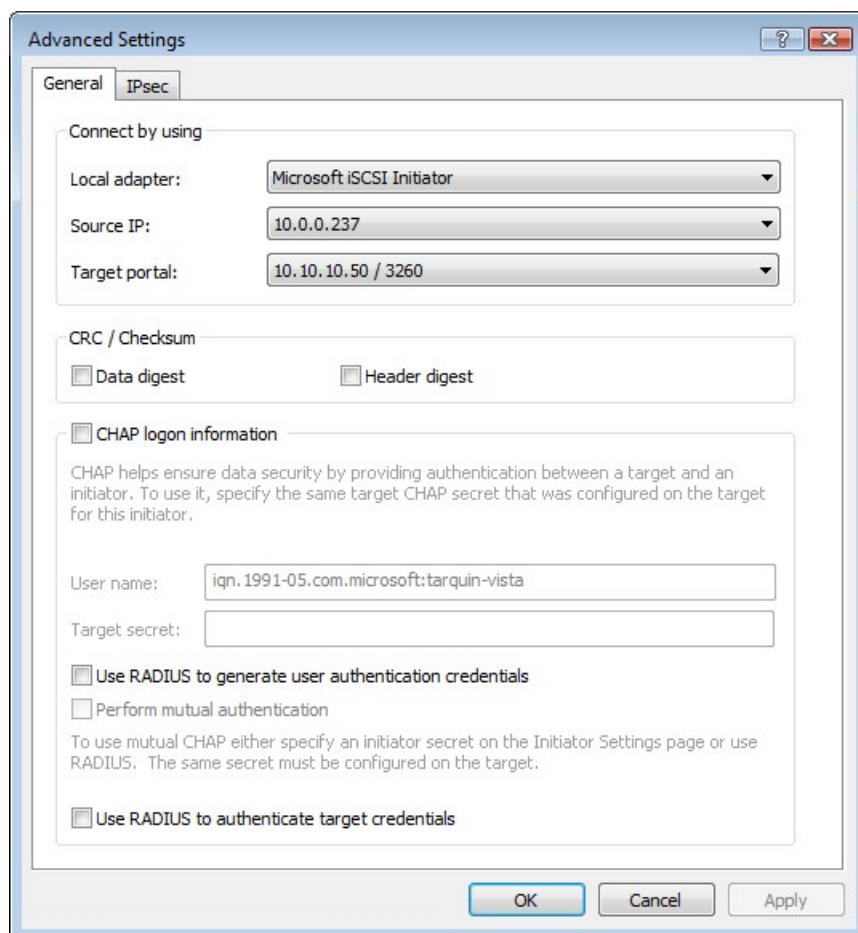 Advanced Settings
General
IPsec
Connect by using
Local adapter:
Microsoft iSCSI Initiator
Source IP:
10.0.0.237
Target portal:
10.10.10.50 / 3260
CRC / Checksum
Data digest
Header digest
CHAP logon information
CHAP helps ensure data security by providing authentication between a target and an
initiator. To use it, specify the same target CHAP secret that was configured on the target
for this initiator.
User name:
iqn.1991-05.com.microsoft:tarquin-vista
Target secret:
Use RADIUS to generate user authentication credentials
Perform mutual authentication
To use mutual CHAP either specify an initiator secret on the Initiator Settings page or use
RADIUS. The same secret must be configured on the target.
Use RADIUS to authenticate target credentials
OK
Cancel
Apply